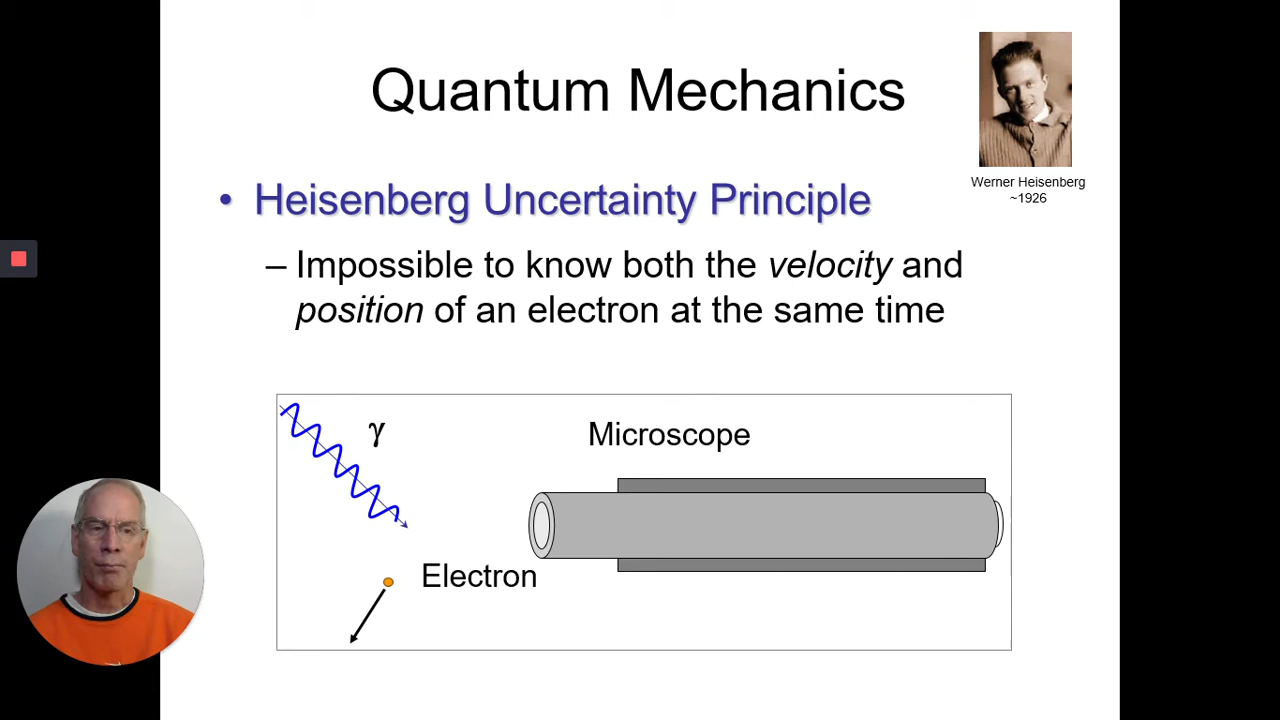 Quantum Mechanics
Werner Heisenberg
~1926
• Heisenberg Uncertainty Principle
– Impossible to know both the velocity and
position of an electron at the same time
γ
Microscope
Electron